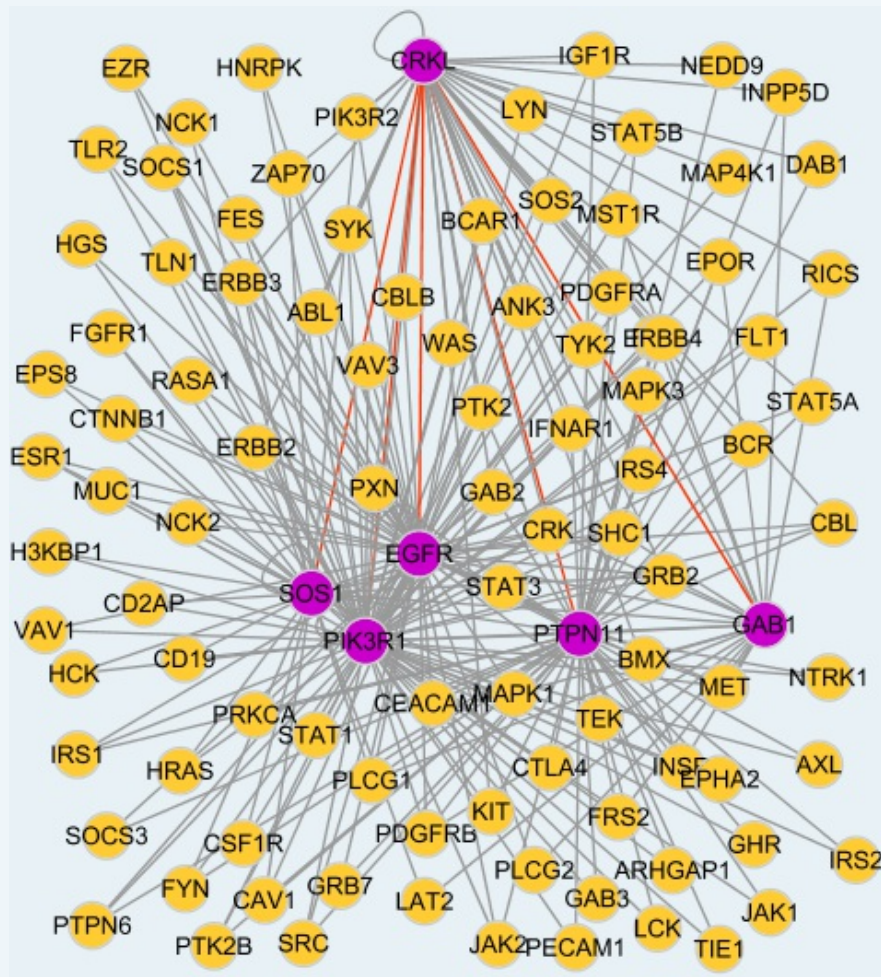 CRKL
IGF1R
EZR
HNRPK
NEDD9
INPP5D
LYN
PIK3R2
NCK1
STAT5B
TLR2
SOCS1
ZAP70
DAB1
MAP4K1
SOS2
MST1R
BCAR1
FES
SYK
HGS
TLN1
EPOR
RICS
ERBB3
CBLB
PDGFRA
ABL1
ANK3
FGFR1
WAS
TYK2
ERBB4
FLT1
VAV3
EPS8
RASA1
MAPK3
PTK2
STAT5A
CTNNB1
IFNAR1
ERBB2
BCR
ESR1
IRS4
MUC1
PXN
GAB2
NCK2
CRK
SHC1
CBL
H3KBP1
EGFR
GRB2
STAT3
SOS1
CD2AP
VAV1
PIK3R1
PTPN11
GAB1
CD19
BMX
HCK
NTRK1
MET
CEACAM1
MAPK1
PRKCA
TEK
STAT1
IRS1
HRAS
PLCG1
CTLA4
EPHA2
AXL
KIT
FRS2
SOCS3
PDGFRB
CSF1R
GHR
IRS2
FYN
GRB7
PLCG2
ARHGAP1
CAV1
LAT2
GAB3
JAK1
PTPN6
LCK
PTK2B
SRC
JAK2
PECAM1
TIE1